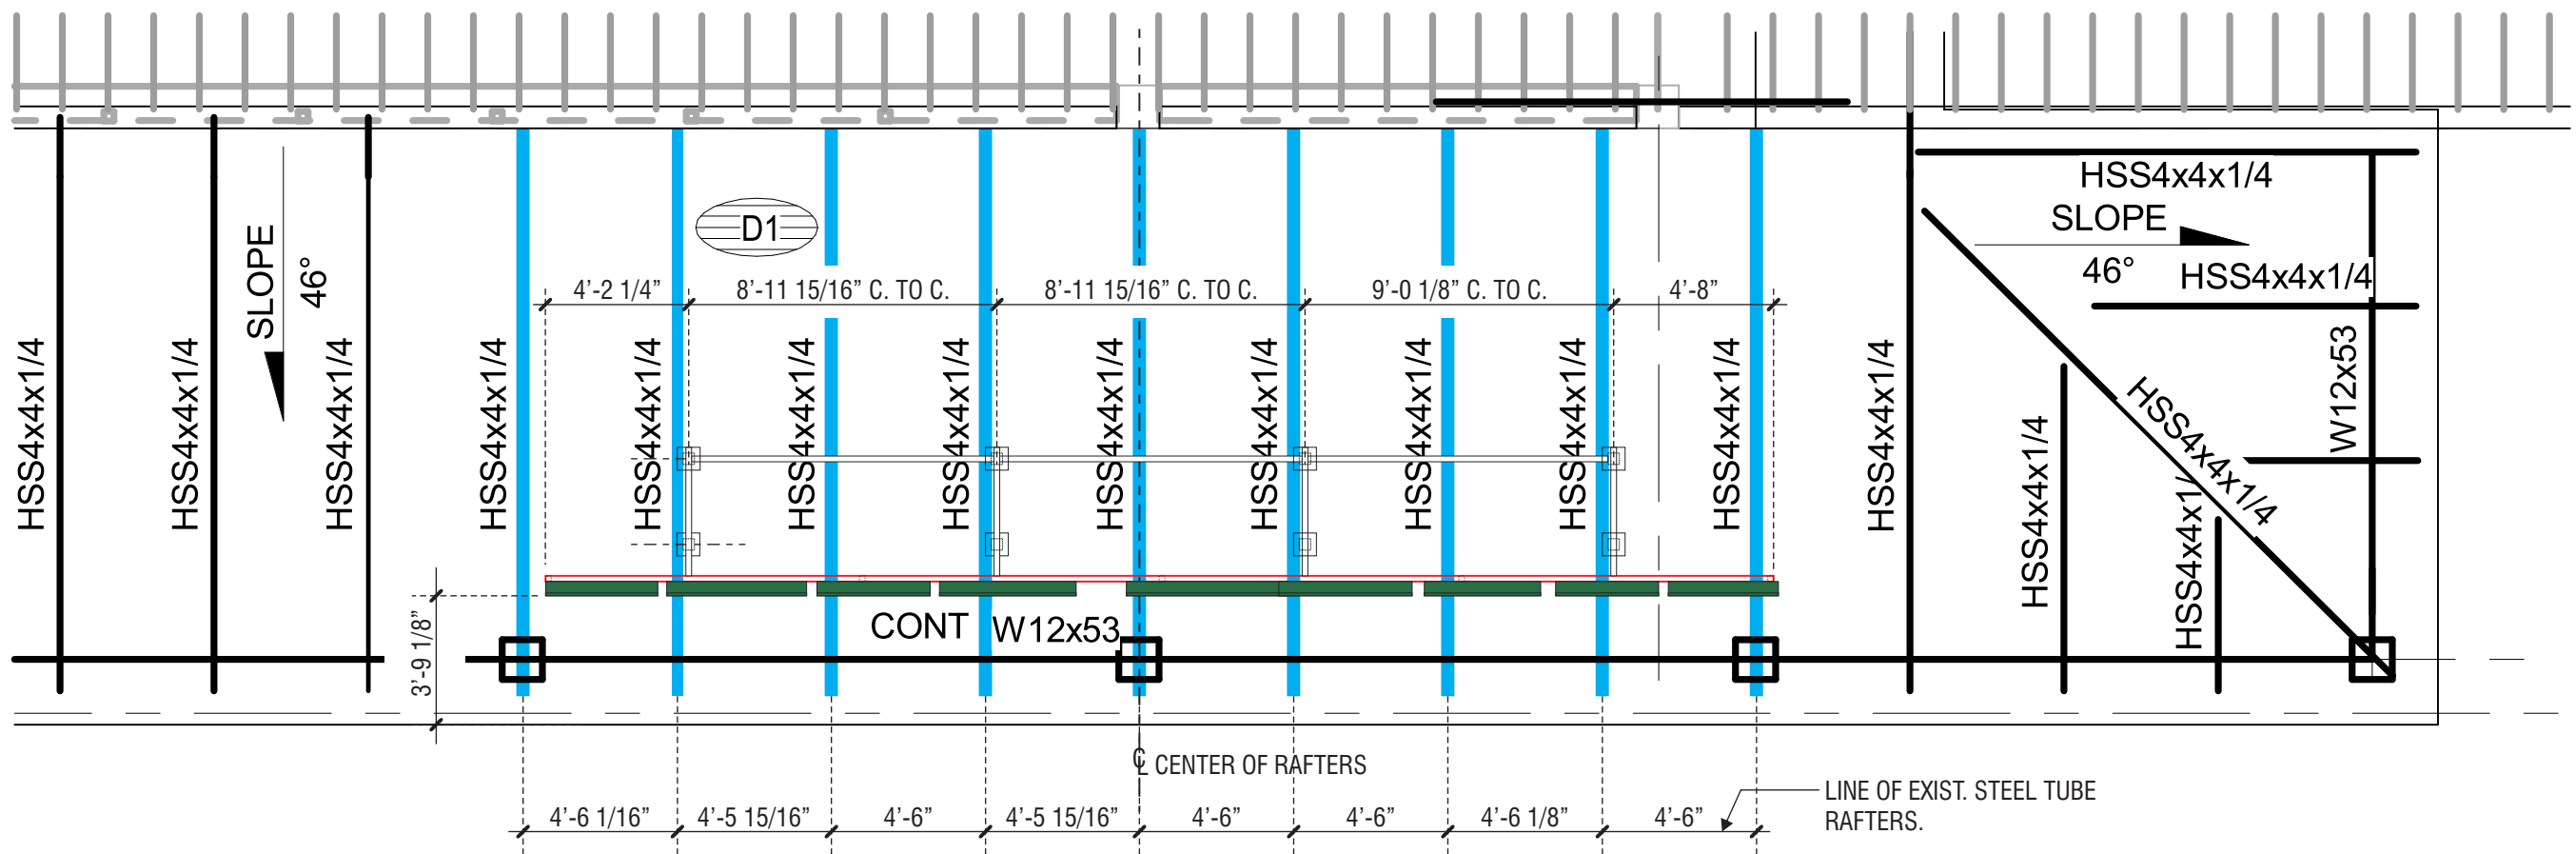 HSS4x4x1/4
SLOPE
46°
HSS4x4x1/4
D1
4’-2 1/4”
8’-11 15/16” C. TO C.
8’-11 15/16” C. TO C.
9’-0 1/8” C. TO C.
4’-8”
SLOPE
46°
HSS4x4x1/4
HSS4x4x1/4
HSS4x4x1/4
HSS4x4x1/4
HSS4x4x1/4
HSS4x4x1/4
HSS4x4x1/4
HSS4x4x1/4
HSS4x4x1/4
HSS4x4x1/4
HSS4x4x1/4
HSS4x4x1/4
HSS4x4x1/4
HSS4x4x1/4
W12x53
HSS4x4x1/4
HSS4x4x1/4
HSS4x4x1/4
CONT
W12x53
3’-9 1/8”
℄ CENTER OF RAFTERS
4’-6 1/16”
4’-5 15/16”
4’-6”
4’-5 15/16”
4’-6”
4’-6”
4’-6 1/8”
4’-6”
LINE OF EXIST. STEEL TUBE
RAFTERS.